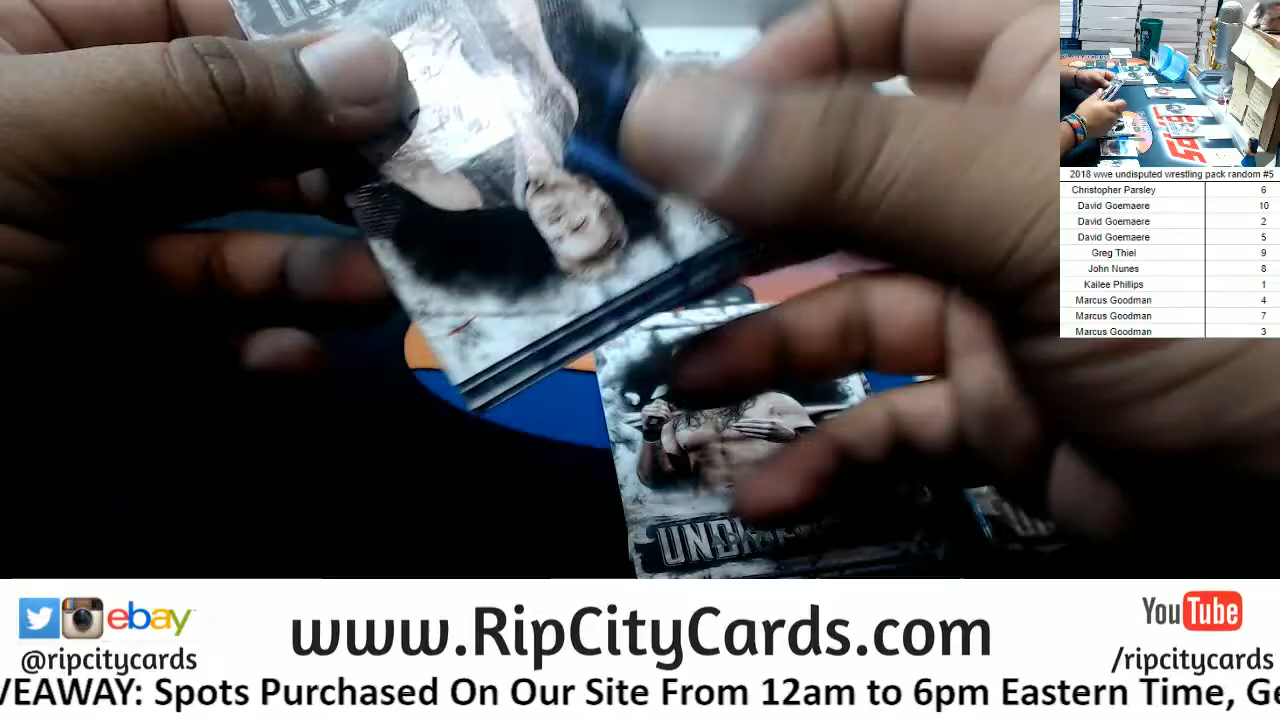 2018 wwe undisputed wrestling pack random #5
Christopher Parsley 6
David Goemaere 10
David Goemaere 2
David Goemaere 5
Greg Thiel 9
John Nunes 8
Kailee Phillips 1
Marcus Goodman 4
Marcus Goodman 7
Marcus Goodman 3
ebay
@ripcitycards
www.RipCityCards.com
YouTube
/ripcitycards
VEAWAY: Spots Purchased On Our Site From 12am to 6pm Eastern Time, Ge